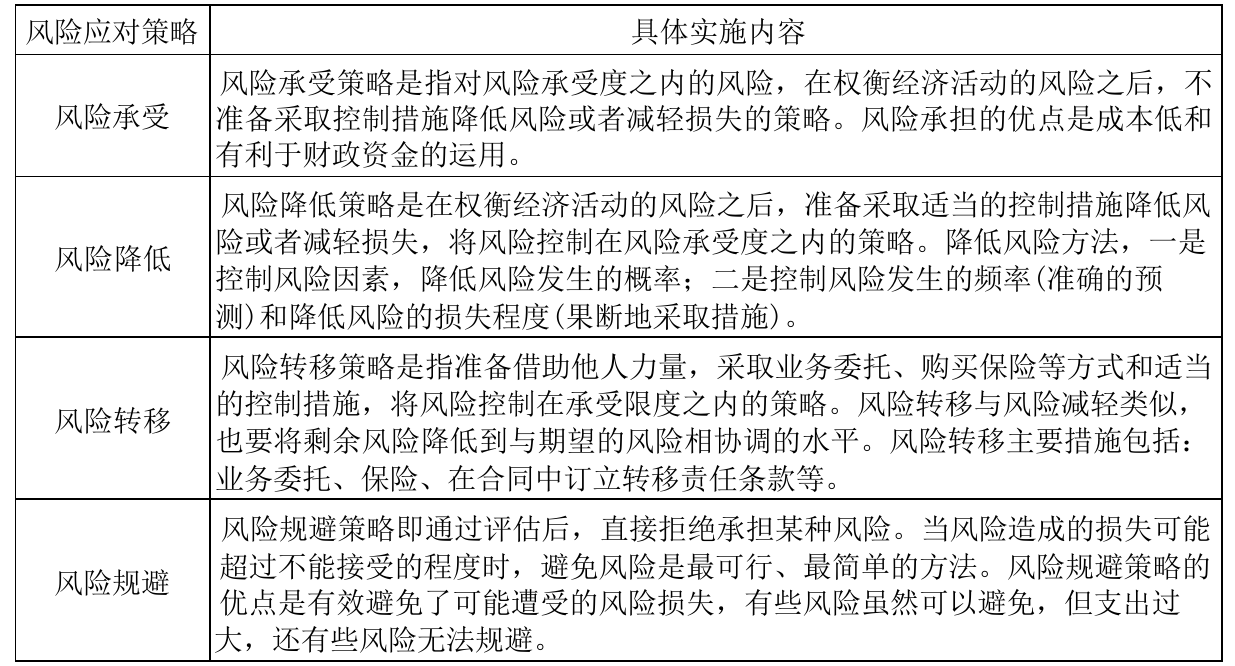 风险应对策略
具体实施内容
风险承受
风险承受策略是指对风险承受度之内的风险，在权衡经济活动的风险之后，不
准备采取控制措施降低风险或者减轻损失的策略。风险承担的优点是成本低和
有利于财政资金的运用。
风险降低
风险降低策略是在权衡经济活动的风险之后，准备采取适当的控制措施降低风
险或者减轻损失，将风险控制在风险承受度之内的策略。降低风险方法，一是
控制风险因素，降低风险发生的概率；二是控制风险发生的频率(准确的预
测)和降低风险的损失程度(果断地采取措施)。
风险转移
风险转移策略是指准备借助他人力量，采取业务委托、购买保险等方式和适当
的控制措施，将风险控制在承受限度之内的策略。风险转移与风险减轻类似，
也要将剩余风险降低到与期望的风险相协调的水平。风险转移主要措施包括：
业务委托、保险、在合同中订立转移责任条款等。
风险规避
风险规避策略即通过评估后，直接拒绝承担某种风险。当风险造成的损失可能
超过不能接受的程度时，避免风险是最可行、最简单的方法。风险规避策略的
优点是有效避免了可能遭受的风险损失，有些风险虽然可以避免，但支出过
大，还有些风险无法规避。